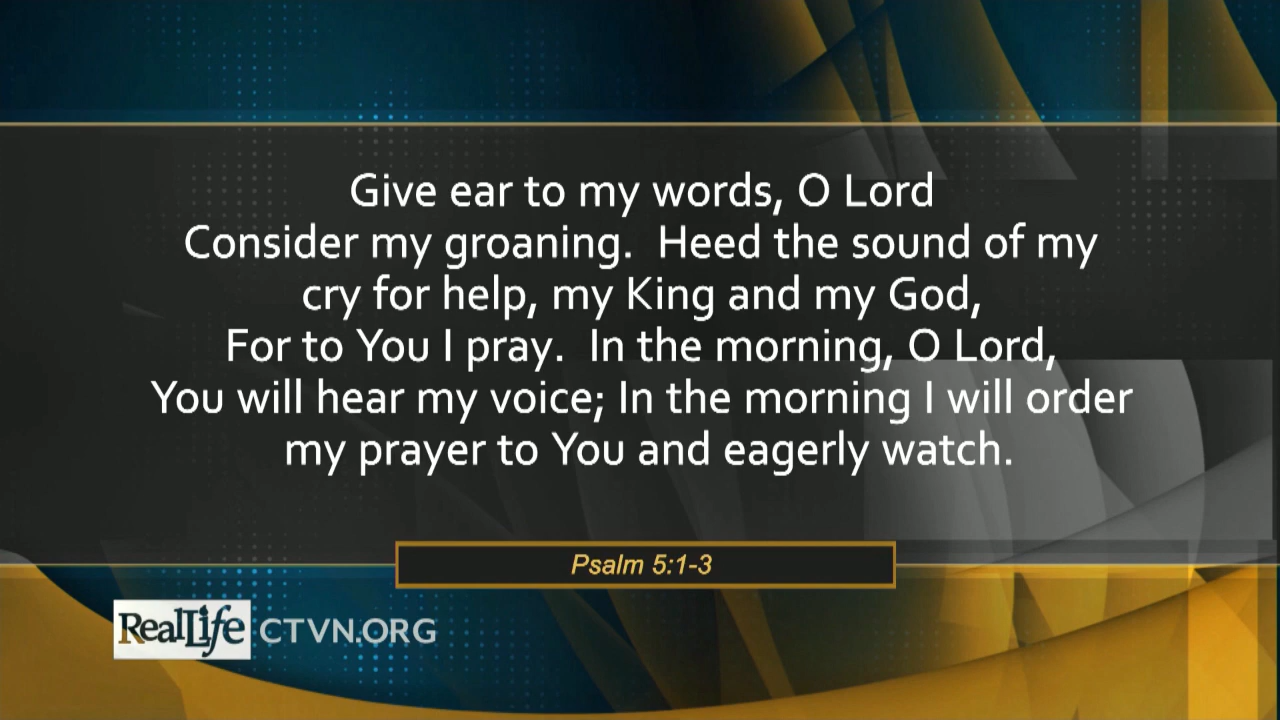 Give ear to my words, O Lord
Consider my groaning.  Heed the sound of my
cry for help, my King and my God,
For to You I pray.  In the morning, O Lord,
You will hear my voice; In the morning I will order
my prayer to You and eagerly watch.
Psalm 5:1-3
RealLife CTVN.ORG